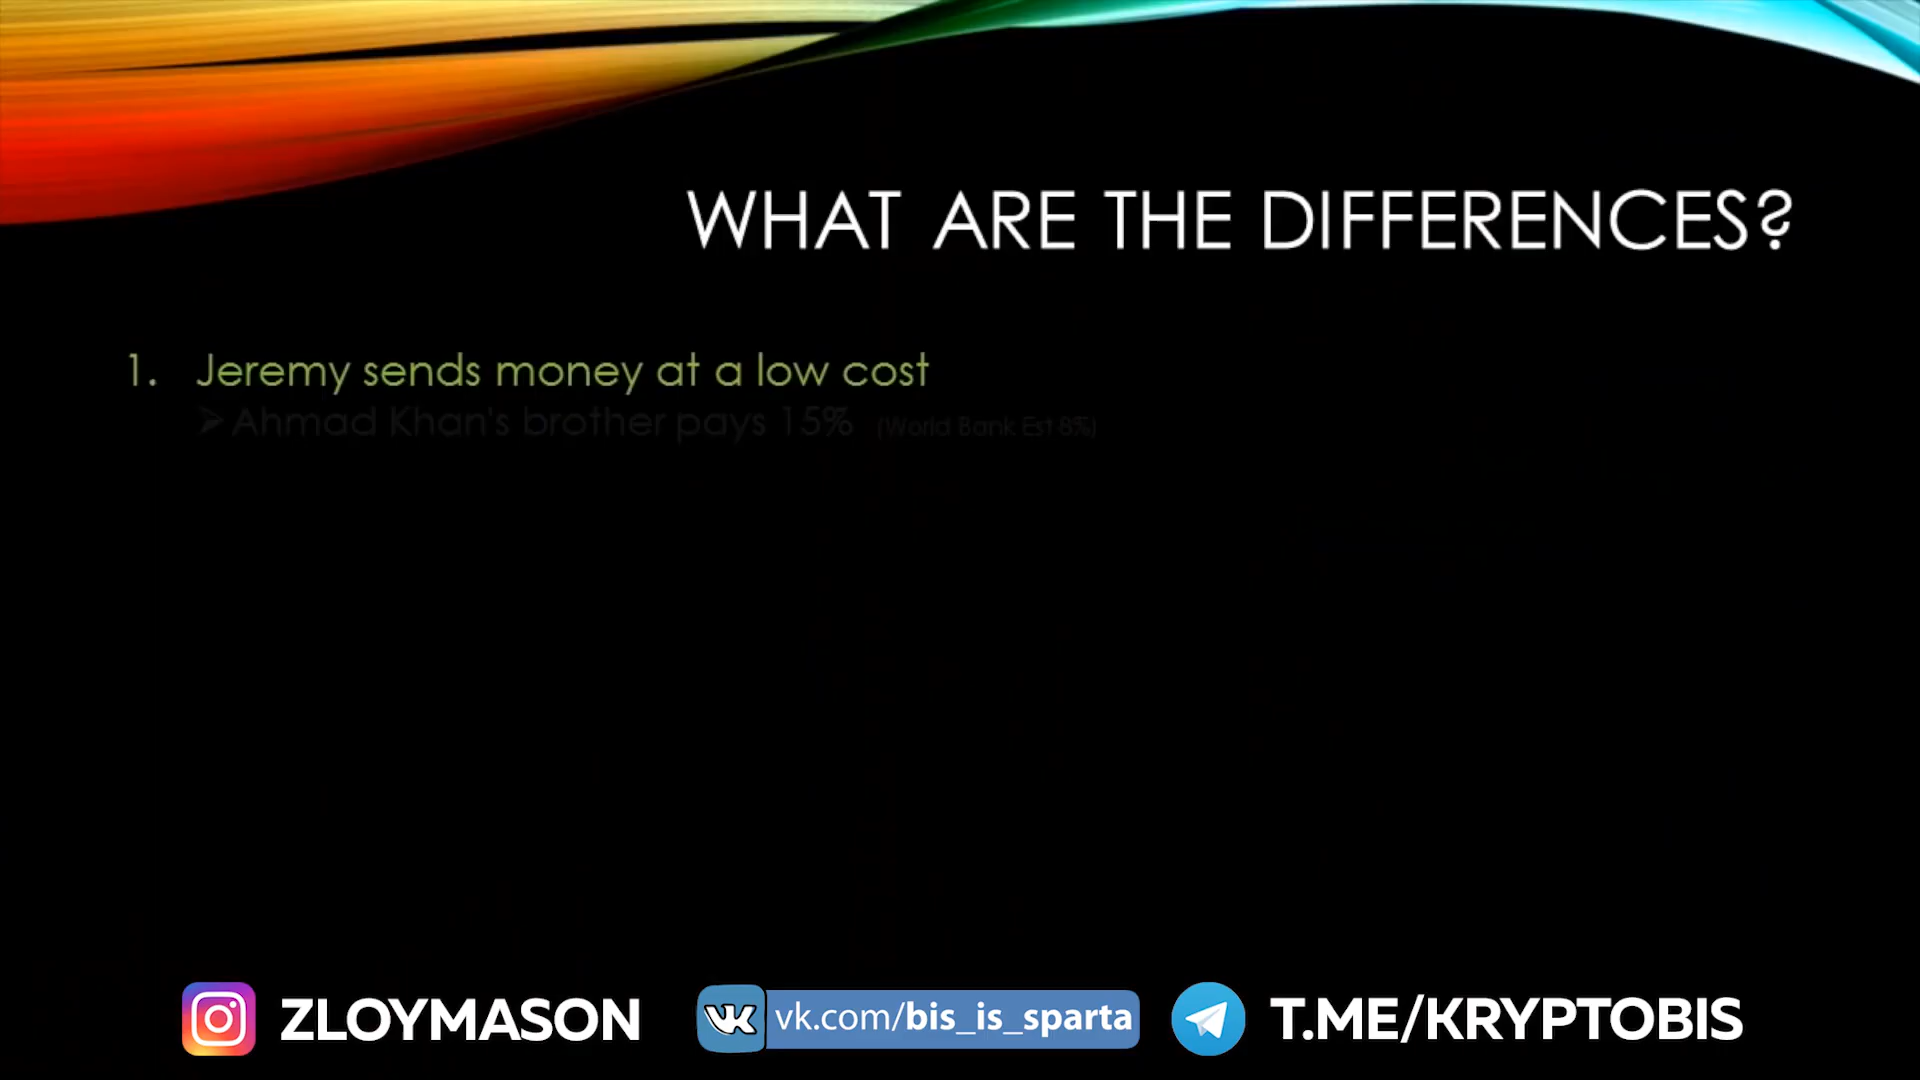 WHAT ARE THE DIFFERENCES?
1. Jeremy sends money at a low cost
➢ Ahmad Khan's brother pays 15% (World Bank Est 8%)
ZLOYMASON
vk.com/bis_is_sparta
T.ME/KRYPTOBIS